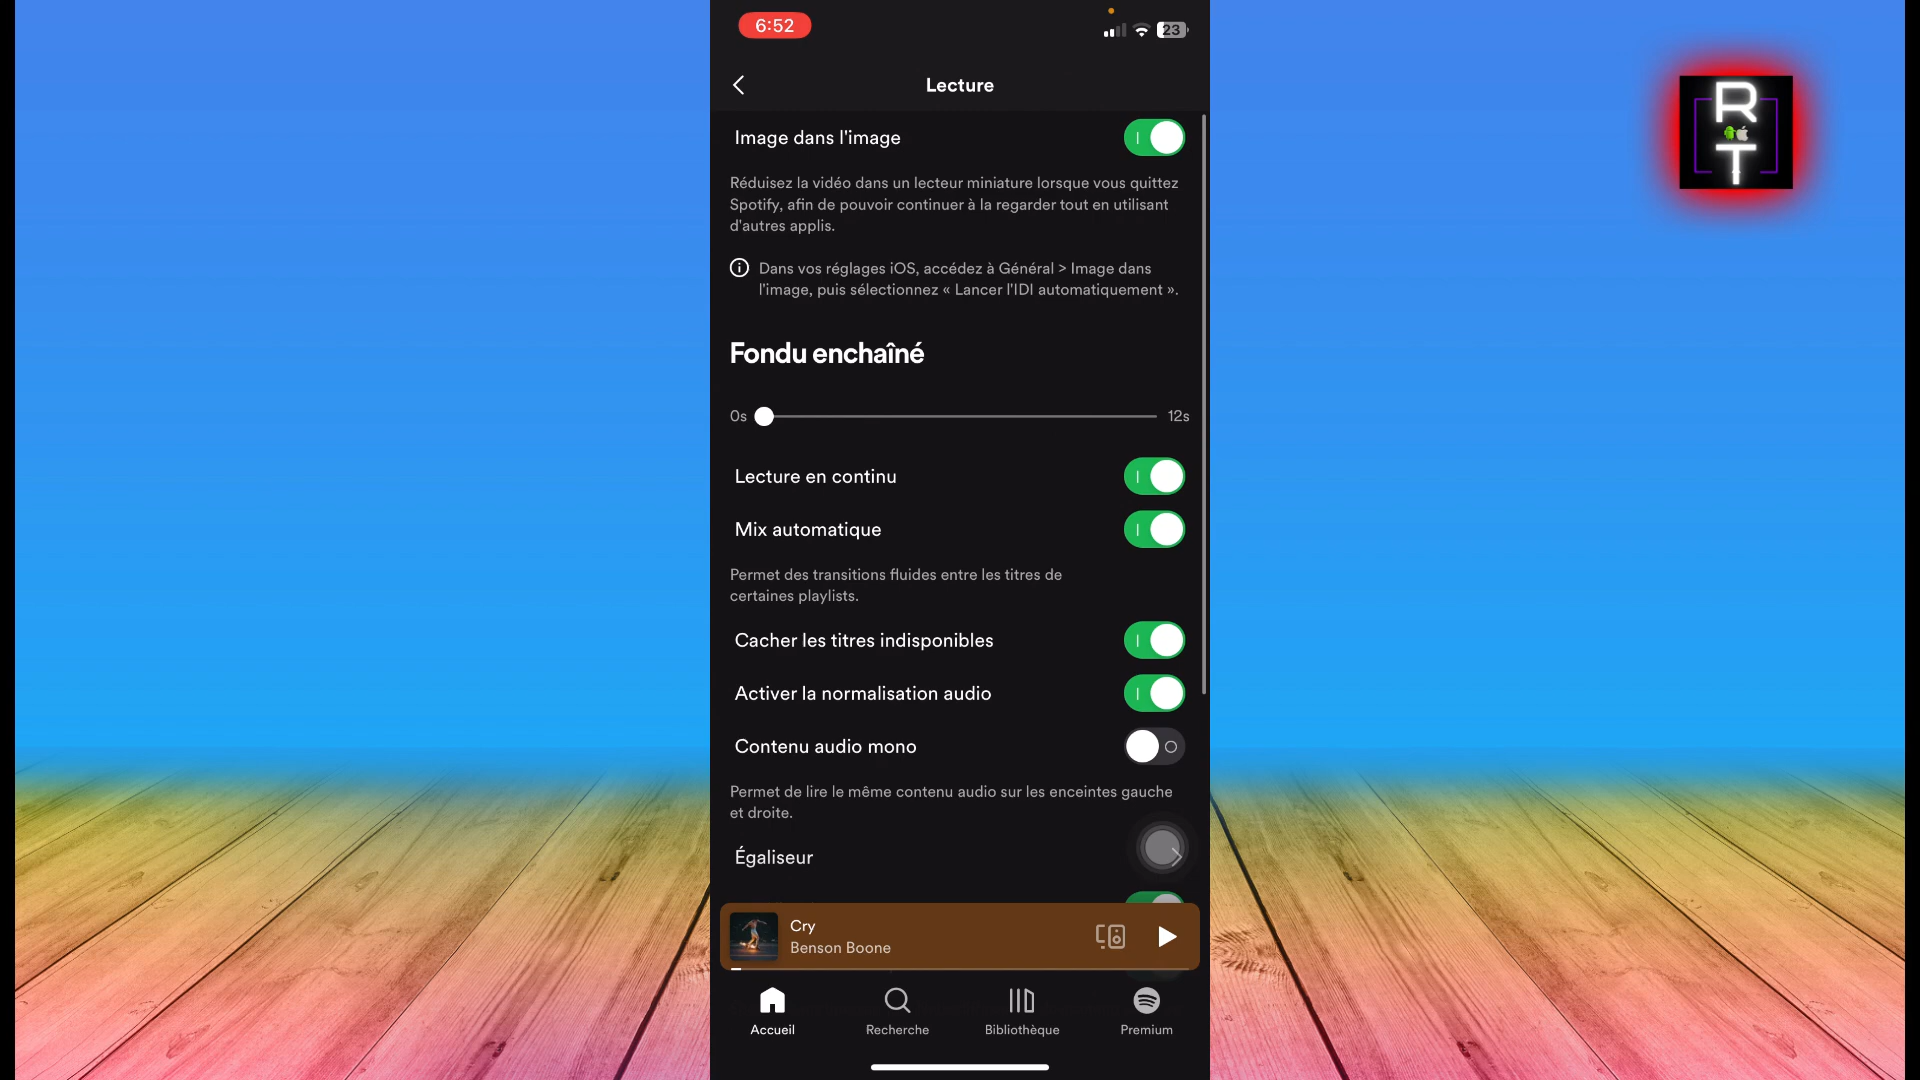 6:52
23
Lecture
R
T
Image dans l'image
Réduisez la vidéo dans un lecteur miniature lorsque vous quittez
Spotify, afin de pouvoir continuer à la regarder tout en utilisant
d'autres applis.
Dans vos réglages iOS, accédez à Général > Image dans
l'image, puis sélectionnez « Lancer l'IDI automatiquement ».
Fondu enchaîné
0s
12s
Lecture en continu
Mix automatique
Permet des transitions fluides entre les titres de
certaines playlists.
Cacher les titres indisponibles
Activer la normalisation audio
Contenu audio mono
Permet de lire le même contenu audio sur les enceintes gauche
et droite.
Égaliseur
Cry
Benson Boone
Accueil
Recherche
Bibliothèque
Premium